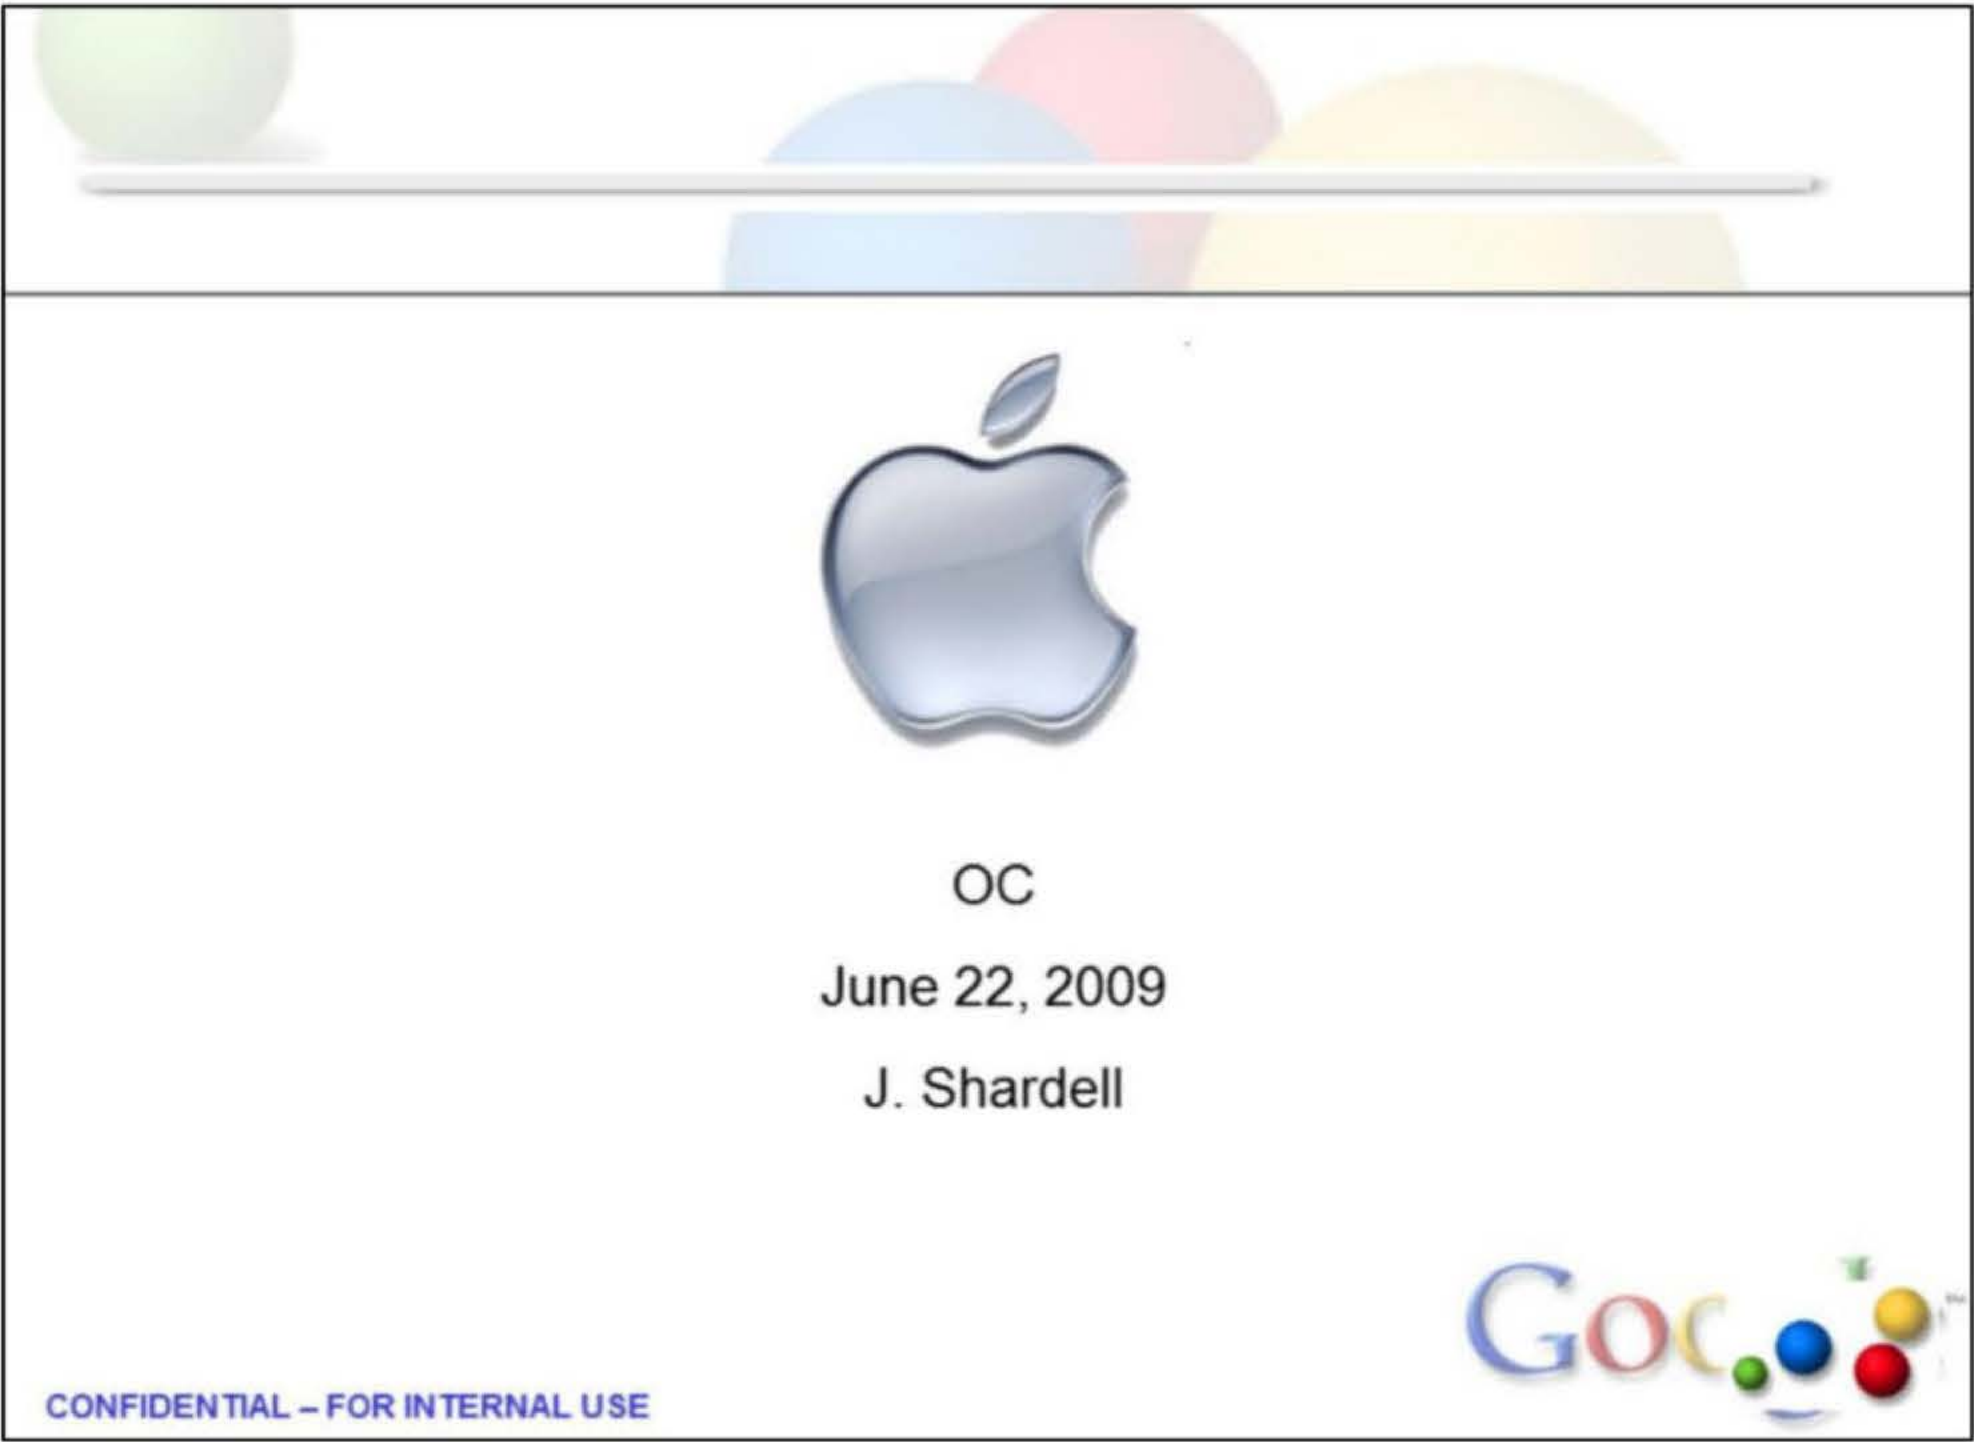 OC
June 22, 2009
J. Shardell
CONFIDENTIAL – FOR INTERNAL USE